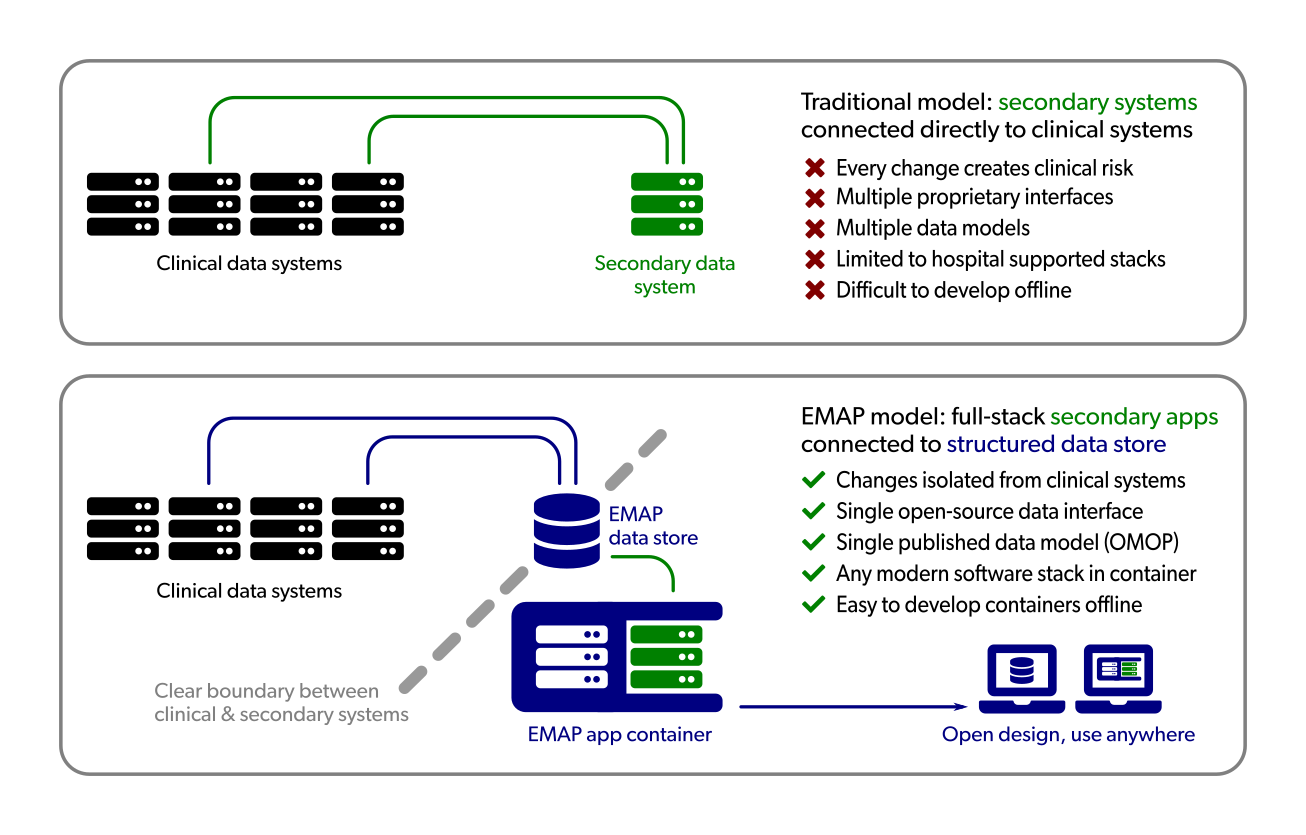 Traditional model: secondary systems
connected directly to clinical systems
Every change creates clinical risk
Multiple proprietary interfaces
Multiple data models
Limited to hospital supported stacks
Difficult to develop offline
Clinical data systems
Secondary data
system
EMAP model: full-stack secondary apps
connected to structured data store
Changes isolated from clinical systems
Single open-source data interface
Single published data model (OMOP)
Any modern software stack in container
Easy to develop containers offline
EMAP
data store
Clinical data systems
Clear boundary between
clinical & secondary systems
EMAP app container
Open design, use anywhere